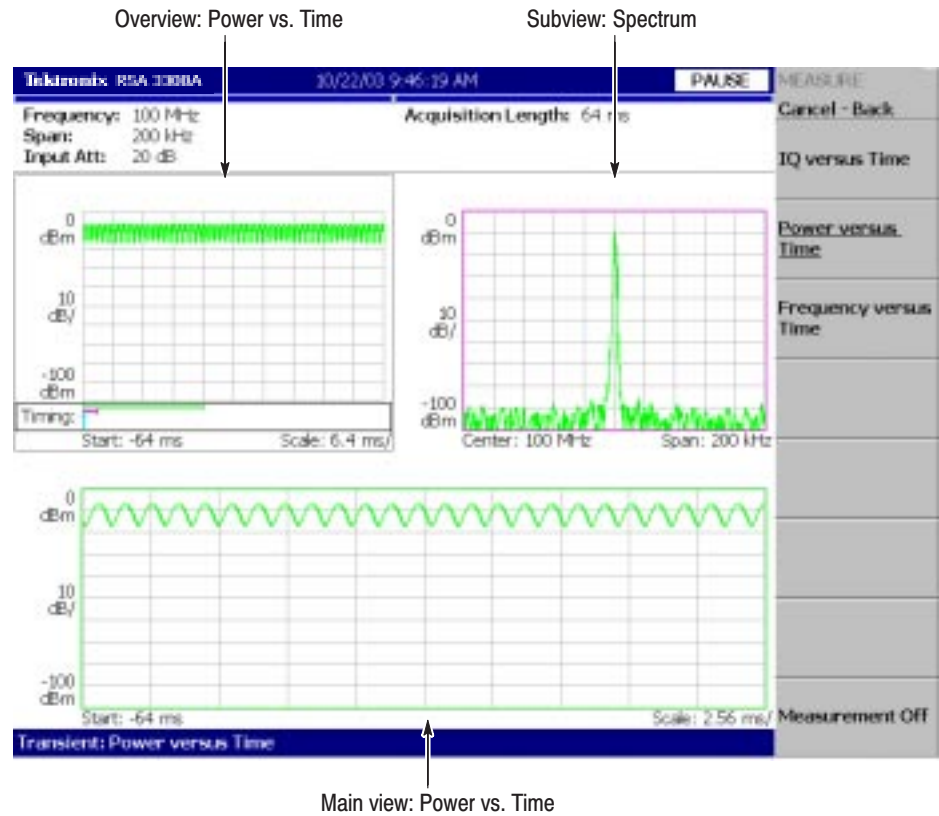 Overview: Power vs. Time
Subview: Spectrum
Tektronix RSA 3308A
10/22/03 9:46:19 AM
PAUSE
MEASURE
Frequency: 100 MHz
Span: 200 kHz
Input Att: 20 dB
Acquisition Length: 64 ms
Cancel - Back
IQ versus Time
Power versus
Time
Frequency versus
Time
Measurement Off
0
dBm
10
dB/
-100
dBm
Timing:
Start: -64 ms
Scale: 6.4 ms/
0
dBm
10
dB/
-100
dBm
Center: 100 MHz
Span: 200 kHz
0
dBm
10
dB/
-100
dBm
Start: -64 ms
Scale: 2.56 ms/
Transient: Power versus Time
Main view: Power vs. Time